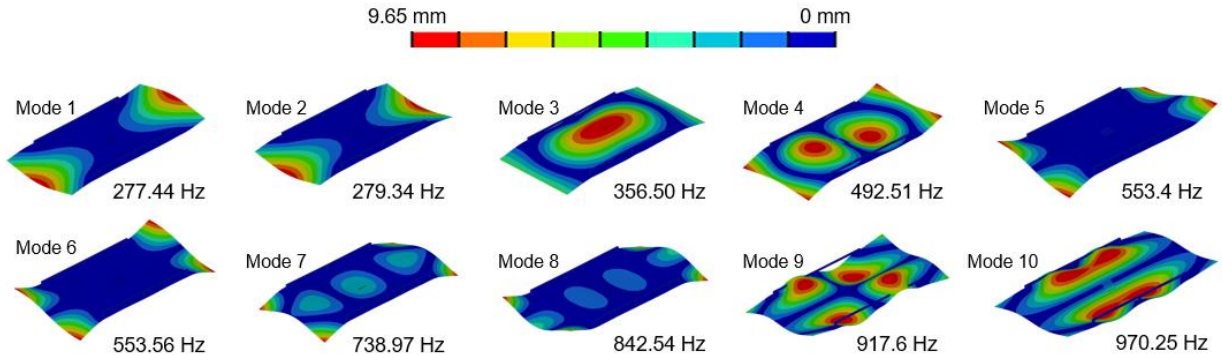 9.65 mm 0 mm
Mode 1 Mode 2 Mode 3 Mode 4 Mode 5
277.44 Hz 279.34 Hz 356.50 Hz 492.51 Hz 553.4 Hz
Mode 6 Mode 7 Mode 8 Mode 9 Mode 10
553.56 Hz 738.97 Hz 842.54 Hz 917.6 Hz 970.25 Hz